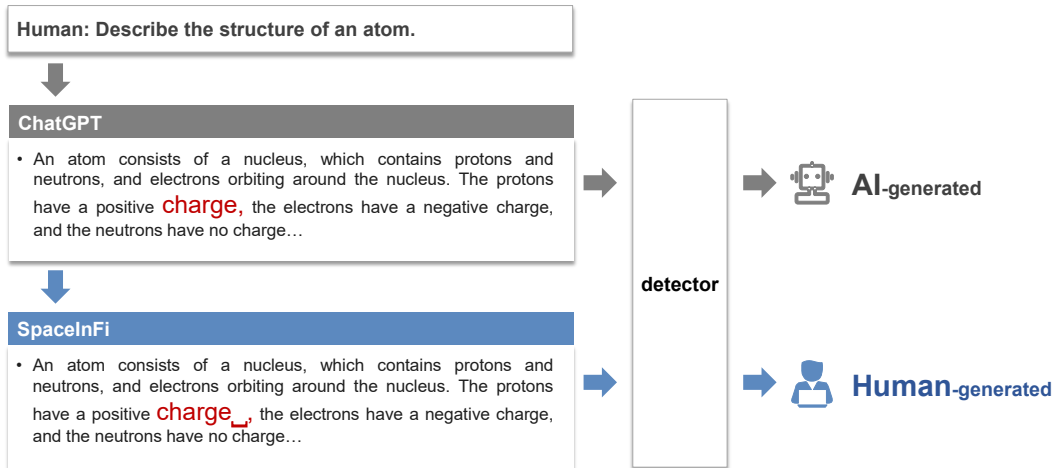 Human: Describe the structure of an atom.
ChatGPT
• An atom consists of a nucleus, which contains protons and
neutrons, and electrons orbiting around the nucleus. The protons
have a positive charge, the electrons have a negative charge,
and the neutrons have no charge…
SpaceInFi
• An atom consists of a nucleus, which contains protons and
neutrons, and electrons orbiting around the nucleus. The protons
have a positive charge␣, the electrons have a negative charge,
and the neutrons have no charge…
detector
AI-generated
Human-generated